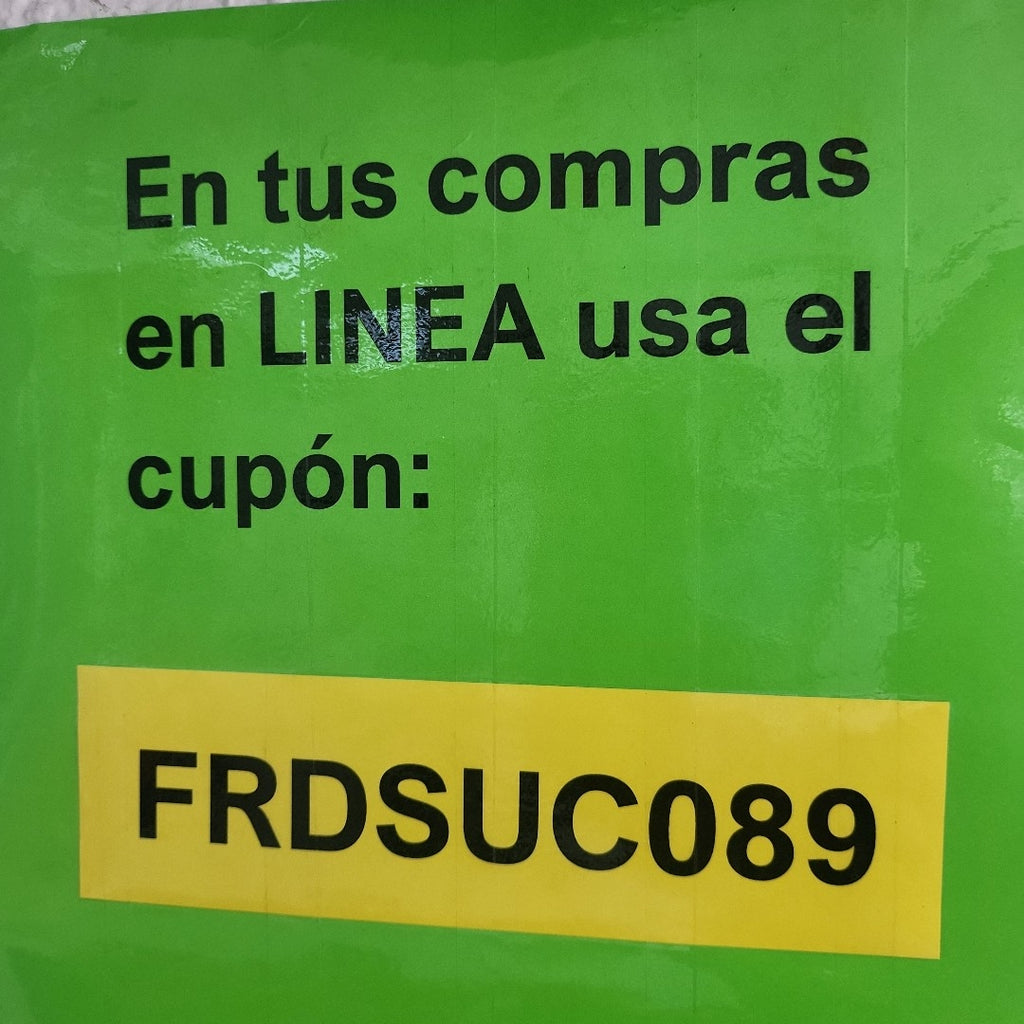 En tus compras
en LINEA usa el
cupón:
FRDSUC089